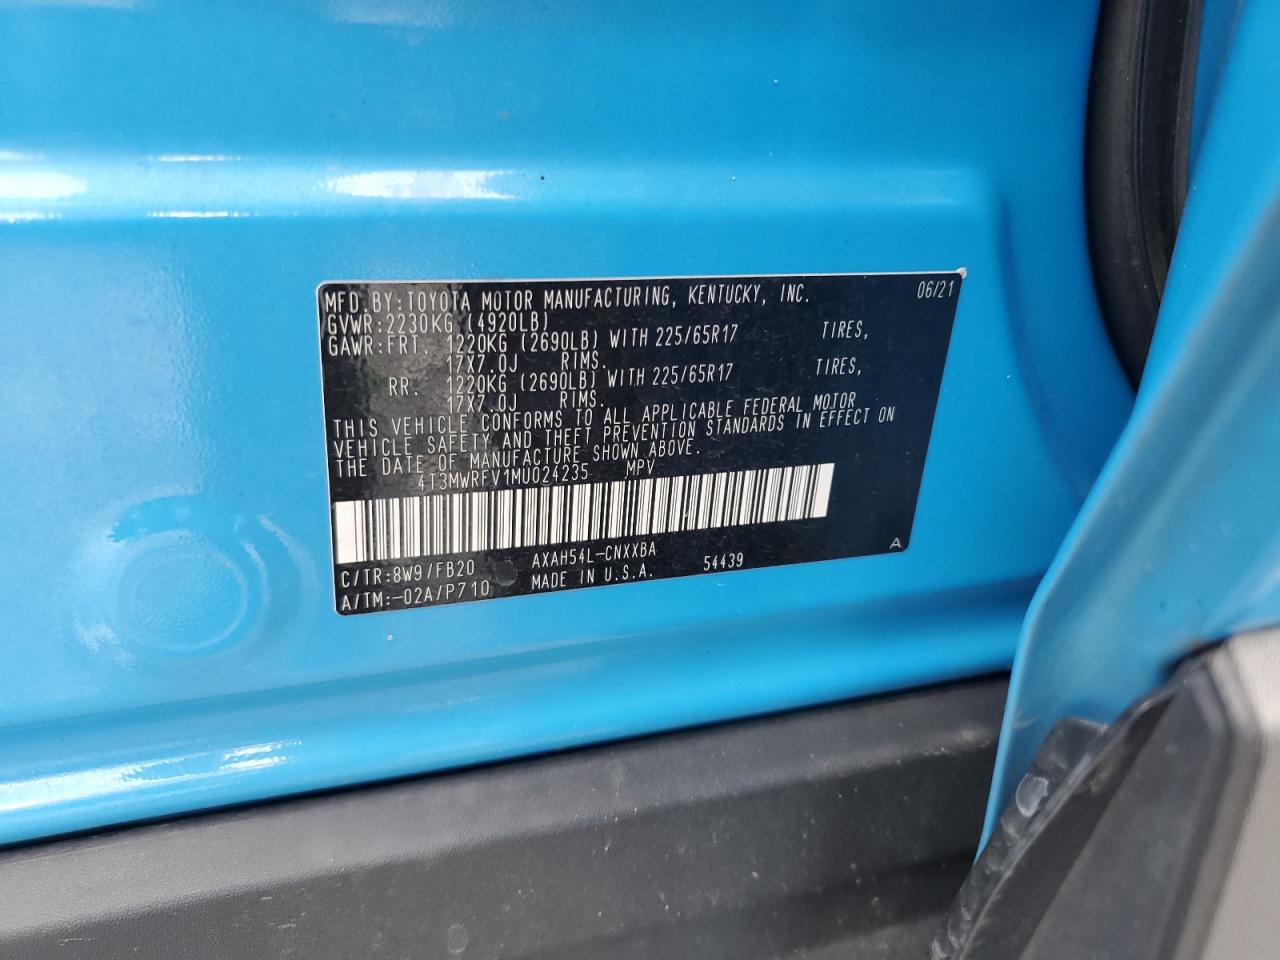 MFD.BY:TOYOTA MOTOR MANUFACTURING, KENTUCKY, INC. 06/21
GVWR:2230KG (4920LB)
GAWR:FRT. 1220KG (2690LB) WITH 225/65R17 TIRES,
17X7.0J RIMS.
RR. 1220KG (2690LB) WITH 225/65R17 TIRES,
17X7.0J RIMS.
THIS VEHICLE CONFORMS TO ALL APPLICABLE FEDERAL MOTOR
VEHICLE SAFETY AND THEFT PREVENTION STANDARDS IN EFFECT ON
THE DATE OF MANUFACTURE SHOWN ABOVE.
4T3MWRFV1MU024235 MPV
C/TR:8W9/FB20 AXAH54L-CNXXBA A
A/TM:-02A/P710 MADE IN U.S.A. 54439